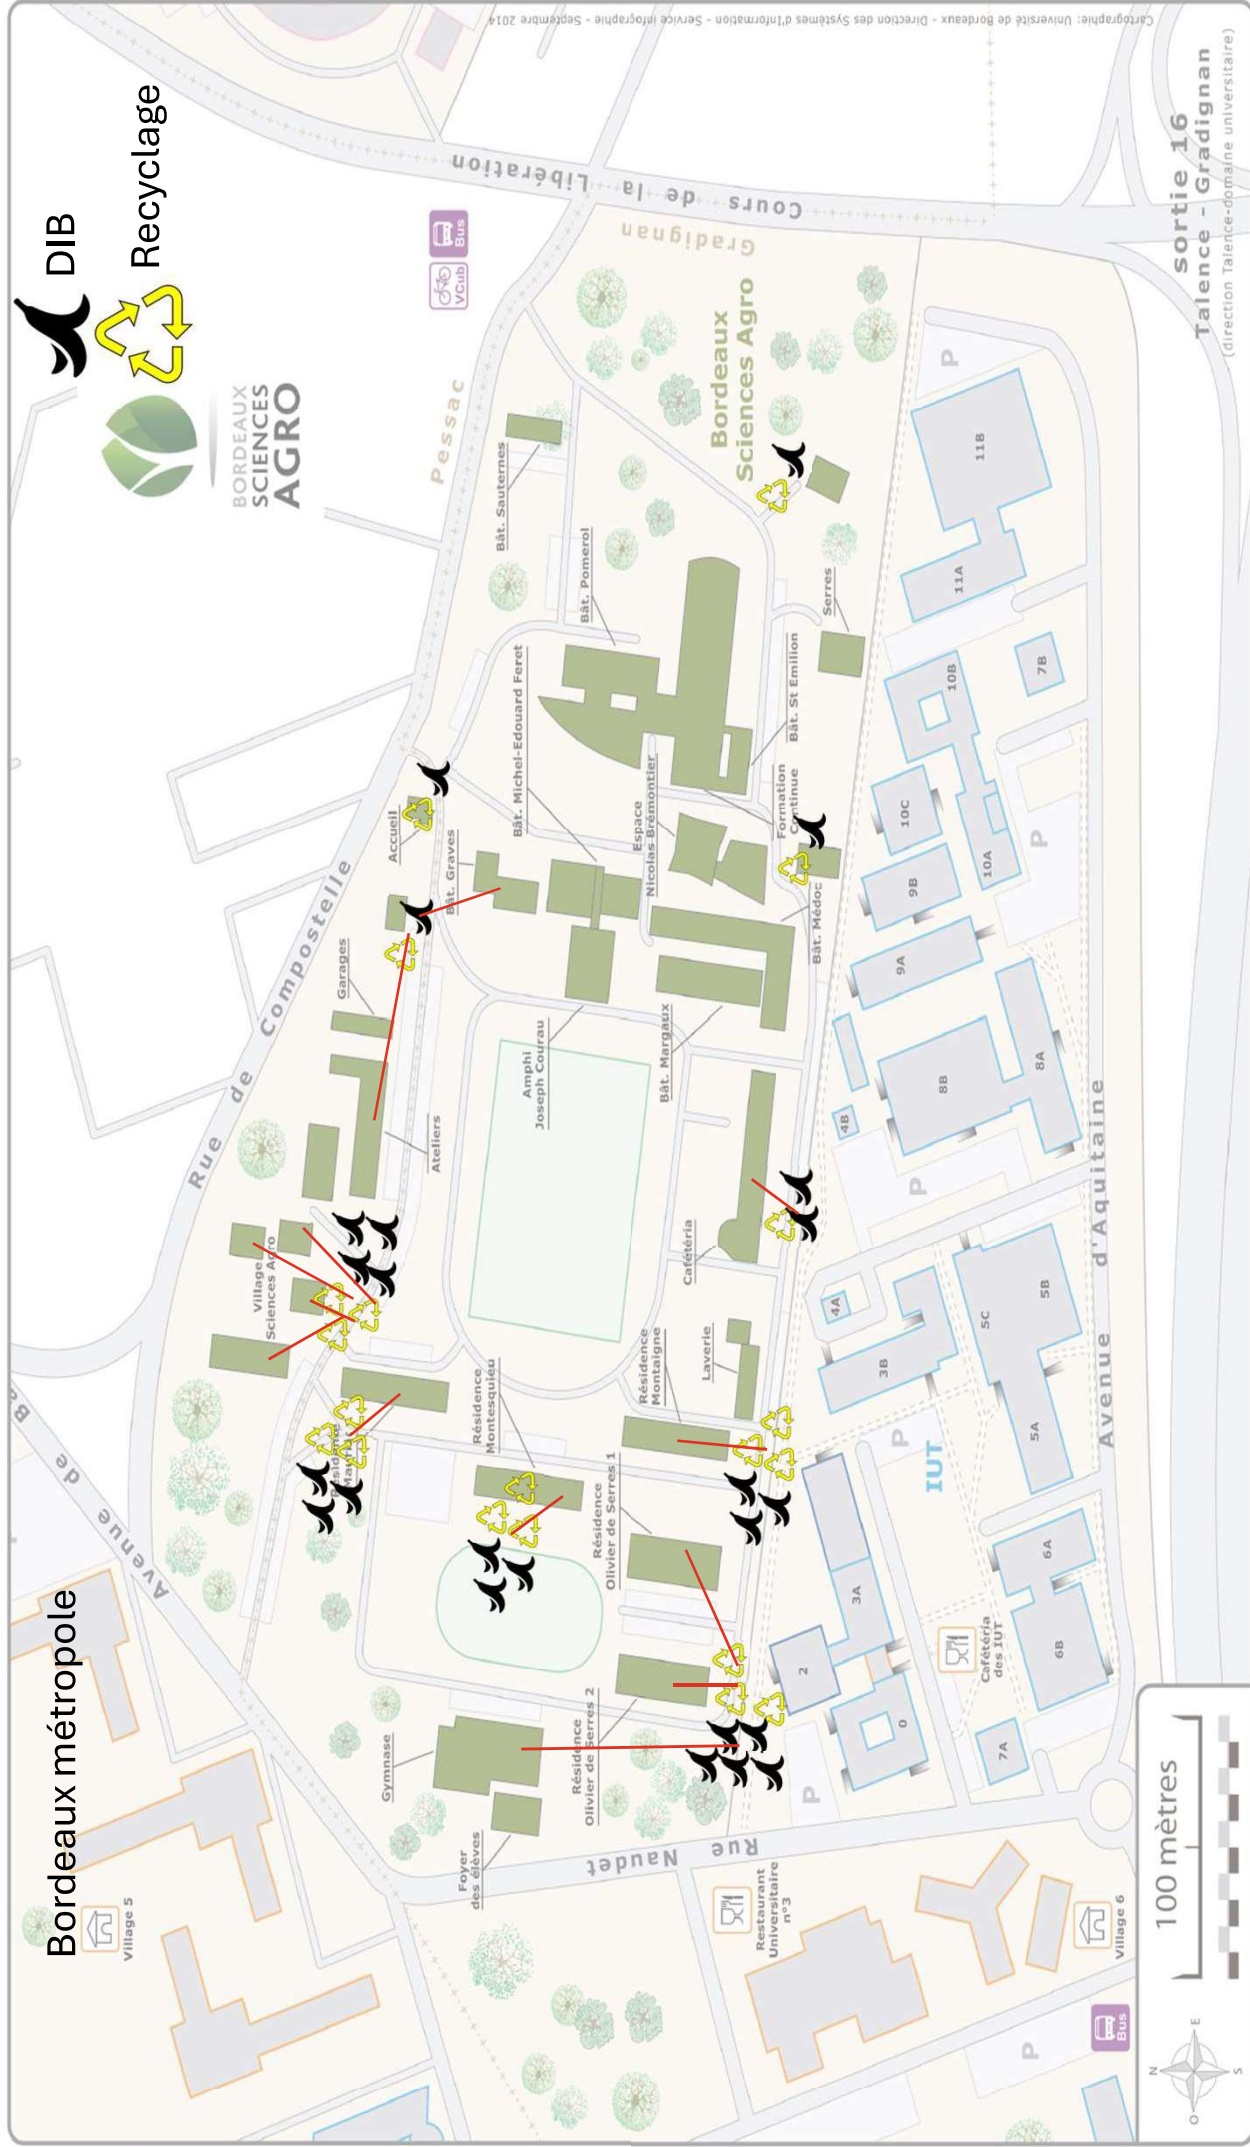 Bordeaux métropole
DIB
Recyclage
BORDEAUX
SCIENCES
AGRO
Cartographie: Université de Bordeaux - Direction des Systèmes d'Information - Service infographie - Septembre 2014
Village 5
Avenue de
Ba
Rue de Compostelle
Pessac
VCub
Bus
Cours de la Libération
Gradignan
Bordeaux
Sciences Agro
sortie 16
Talence - Gradignan
(direction Talence-domaine universitaire)
Village
Sciences Agro
Garages
Ateliers
Accueil
Bât. Graves
Bât. Sauternes
Bât. Pomerol
Bât. Michel-Edouard Feret
Espace
Nicolas Brémontier
Formation
Continue
Bât. St Emilion
Serres
Bât. Médoc
Bât. Margaux
Amphi
Joseph Courau
Cafétéria
Laverie
Résidence
Montaigne
Résidence
Montesquieu
Résidence
Olivier de Serres 1
Résidence
Olivier de Serres 2
Gymnase
Foyer
des élèves
Rue Naudet
Restaurant
Universitaire
n°3
Village 6
Bus
P
P
P
P
P
P
P
IUT
Cafétéria
des IUT
0
2
3A
3B
4A
4B
5A
5B
5C
6A
6B
7A
7B
8A
8B
9A
9B
10A
10B
10C
11A
11B
Avenue d'Aquitaine
100 mètres
N
O
E
S